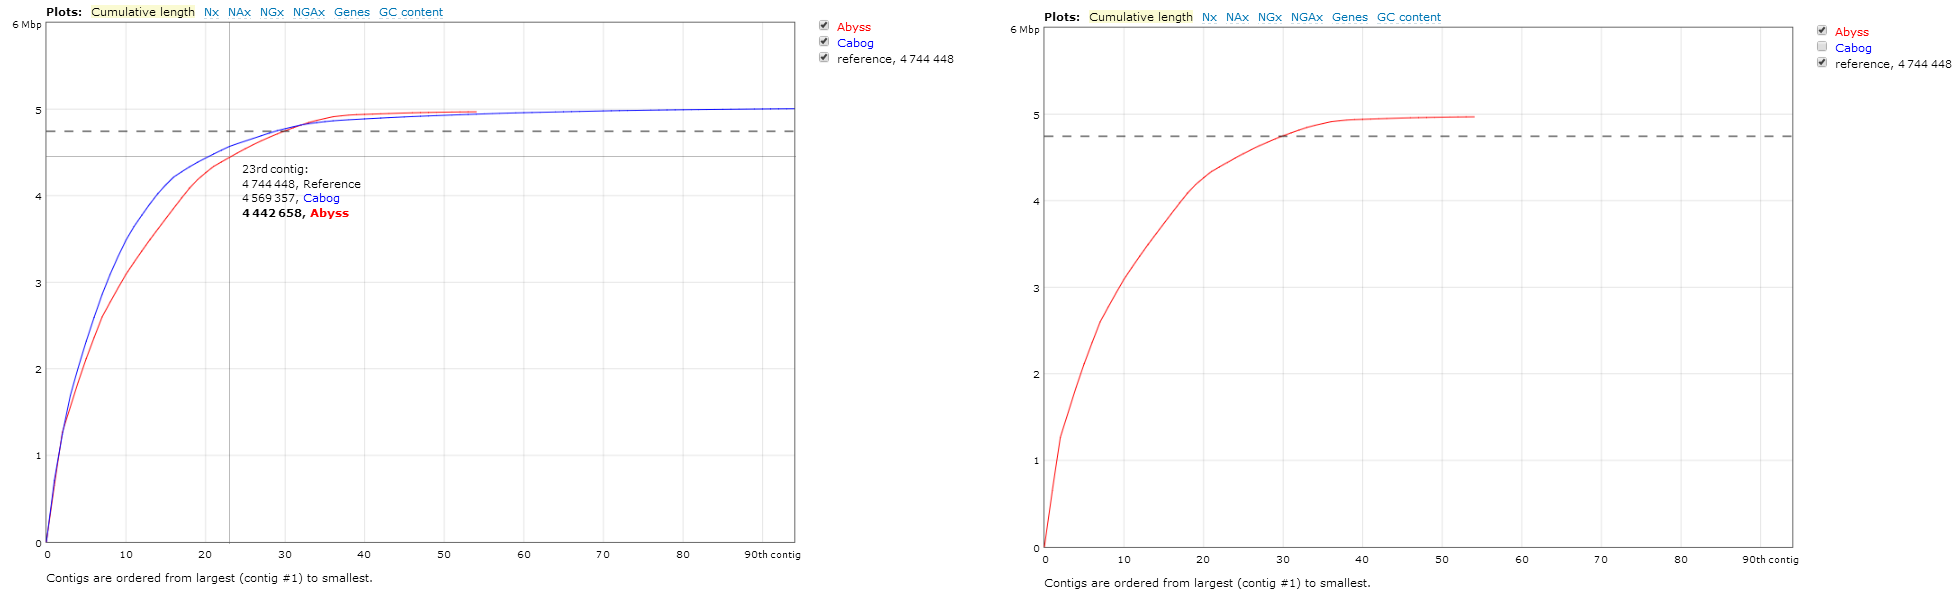 Plots: Cumulative length Nx NAx NGx NGAx Genes GC content
6 Mbp
5
4
3
2
1
0
0 10 20 30 40 50 60 70 80 90th contig
23rd contig:
4 744 448, Reference
4 569 357, Cabog
4 442 658, Abyss
Abyss
Cabog
reference, 4 744 448
Contigs are ordered from largest (contig #1) to smallest.
Plots: Cumulative length Nx NAx NGx NGAx Genes GC content
6 Mbp
5
4
3
2
1
0
0 10 20 30 40 50 60 70 80 90th contig
Abyss
Cabog
reference, 4 744 448
Contigs are ordered from largest (contig #1) to smallest.